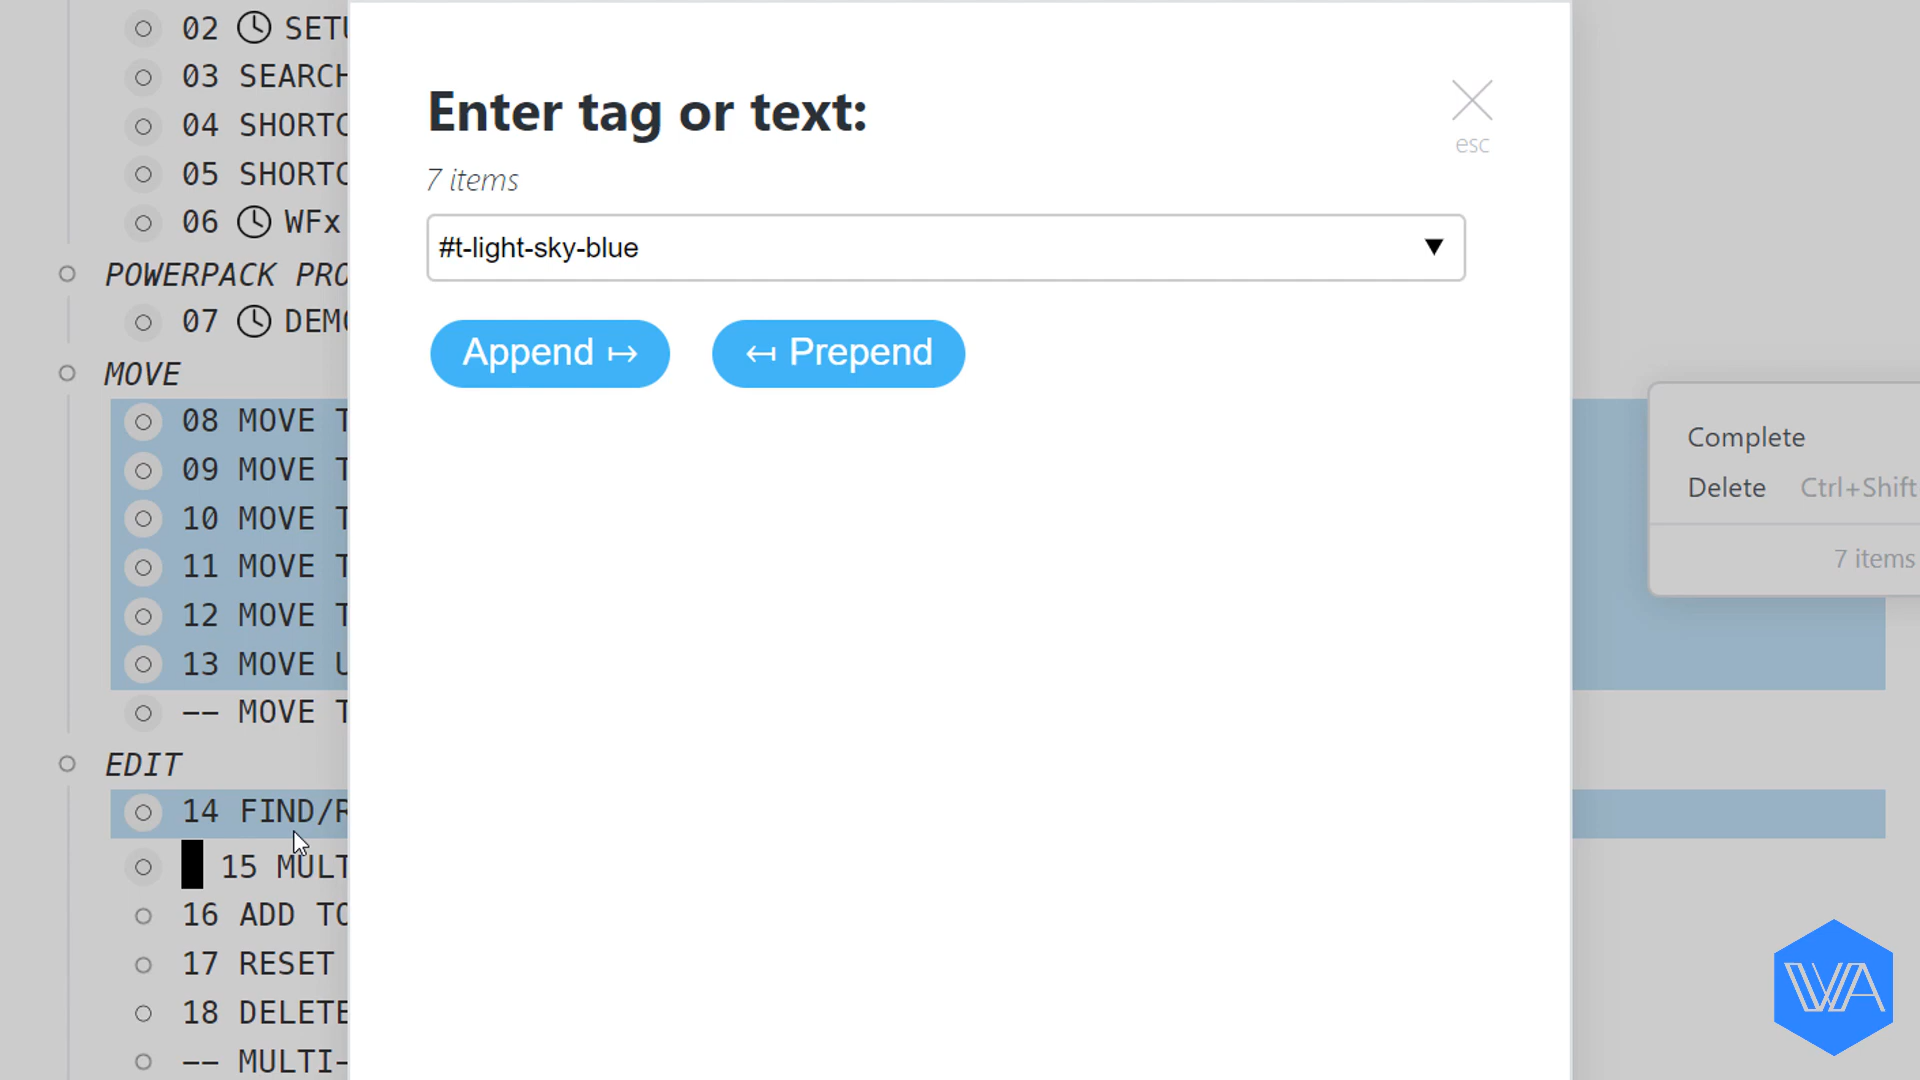 02 SETU
03 SEARCH
04 SHORTC
05 SHORTC
06 WFx
POWERPACK PRO
07 DEMO
MOVE
08 MOVE T
09 MOVE T
10 MOVE T
11 MOVE T
12 MOVE T
13 MOVE U
-- MOVE T
EDIT
14 FIND/R
15 MULT
16 ADD TO
17 RESET
18 DELETE
-- MULTI-
Enter tag or text:
esc
7 items
#t-light-sky-blue
Append ↦
↤ Prepend
Complete
Delete Ctrl+Shift
7 items
WA